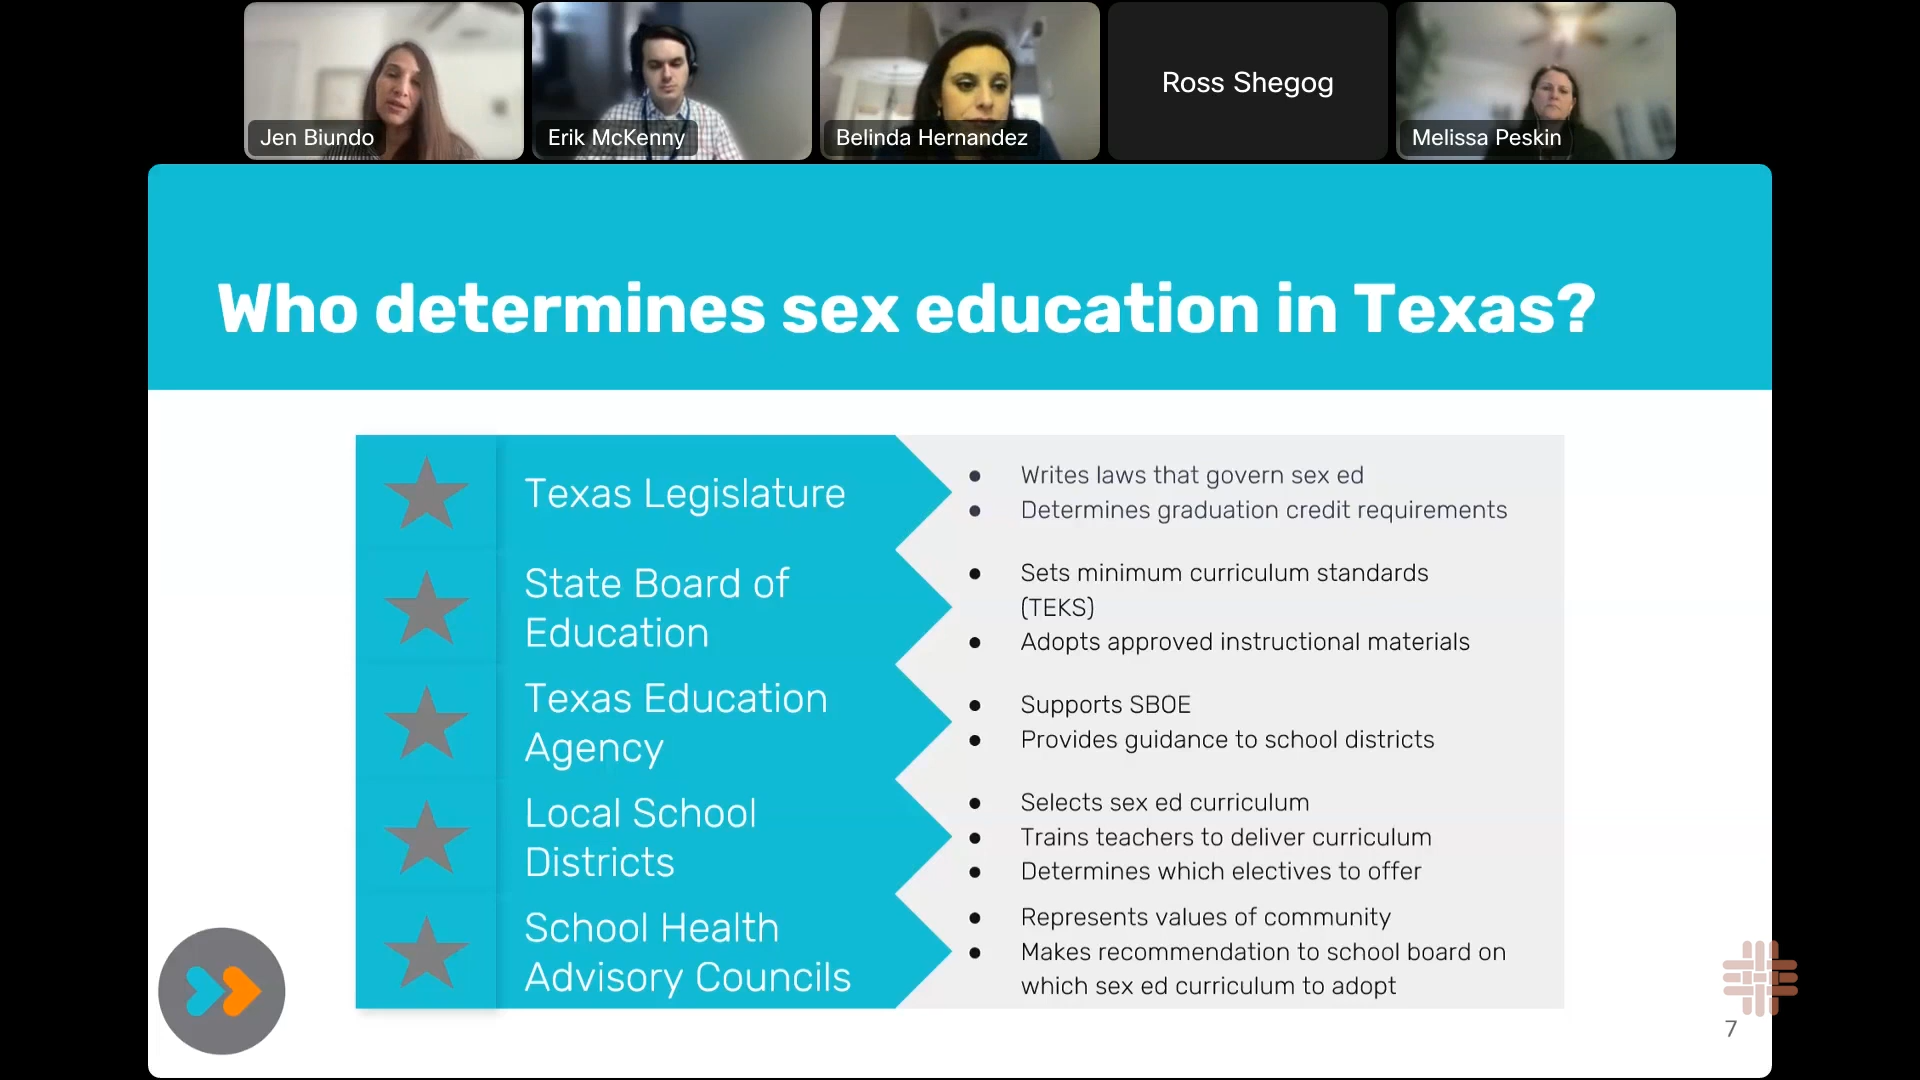 Jen Biundo
Erik McKenny
Belinda Hernandez
Ross Shegog
Melissa Peskin
Who determines sex education in Texas?
Texas Legislature
● Writes laws that govern sex ed
● Determines graduation credit requirements
State Board of
Education
● Sets minimum curriculum standards
(TEKS)
● Adopts approved instructional materials
Texas Education
Agency
● Supports SBOE
● Provides guidance to school districts
Local School
Districts
● Selects sex ed curriculum
● Trains teachers to deliver curriculum
● Determines which electives to offer
School Health
Advisory Councils
● Represents values of community
● Makes recommendation to school board on
which sex ed curriculum to adopt
7